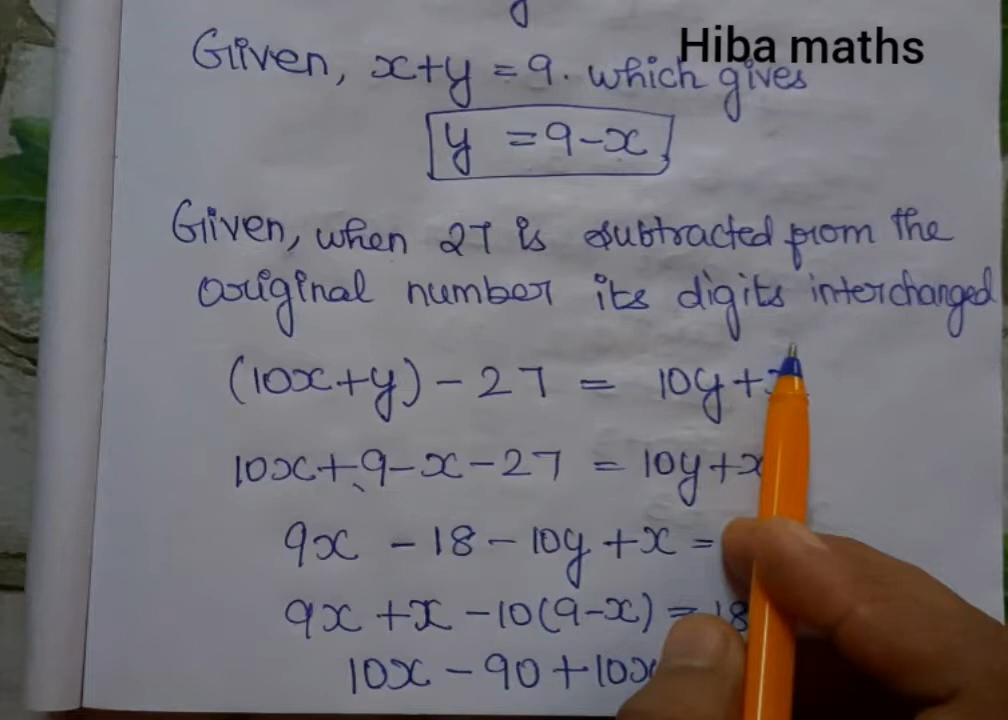 Hiba maths
Given, x+y = 9. which gives
y = 9-x
Given, when 27 is subtracted from the
original number its digits interchanged
(10x+y) - 27 = 10y+
10x+9-x-27 = 10y+x
9x - 18 - 10y + x =
9x + x - 10(9-x) = 18
10x - 90 + 10x